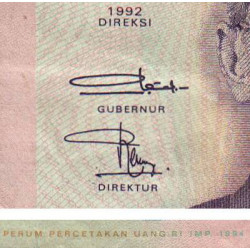 1992
DIREKSI
GUBERNUR
DIREKTUR
PERUM PERCETAKAN UANG RI IMP. 1994